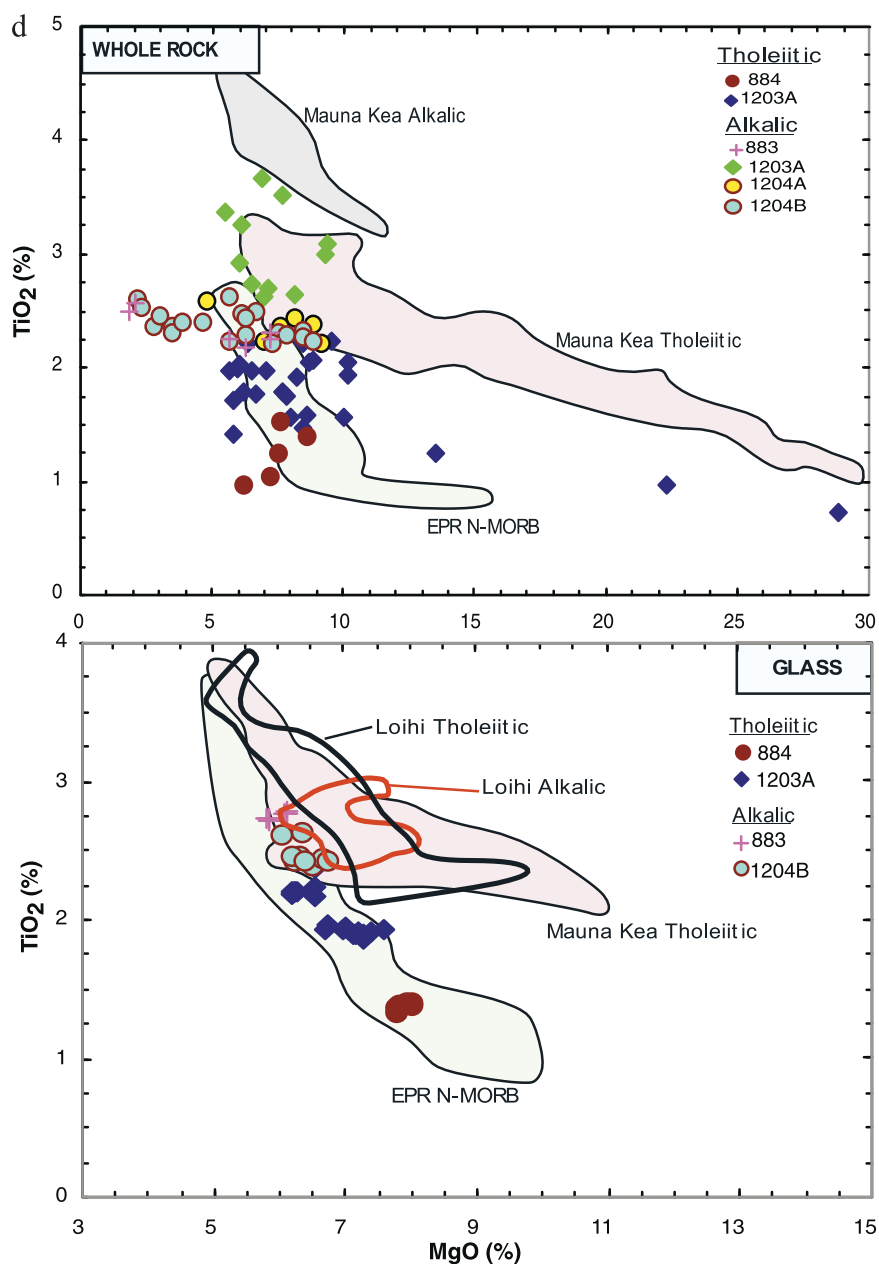 d
WHOLE ROCK
Tholeiitic
884
1203A
Alkalic
883
1203A
1204A
1204B
Mauna Kea Alkalic
Mauna Kea Tholeiitic
EPR N-MORB
TiO2 (%)
5
4
3
2
1
0
0 5 10 15 20 25 30
GLASS
Tholeiitic
884
1203A
Alkalic
883
1204B
Loihi Tholeiitic
Loihi Alkalic
Mauna Kea Tholeiitic
EPR N-MORB
TiO2 (%)
4
3
2
1
0
3 5 7 9 11 13 15
MgO (%)